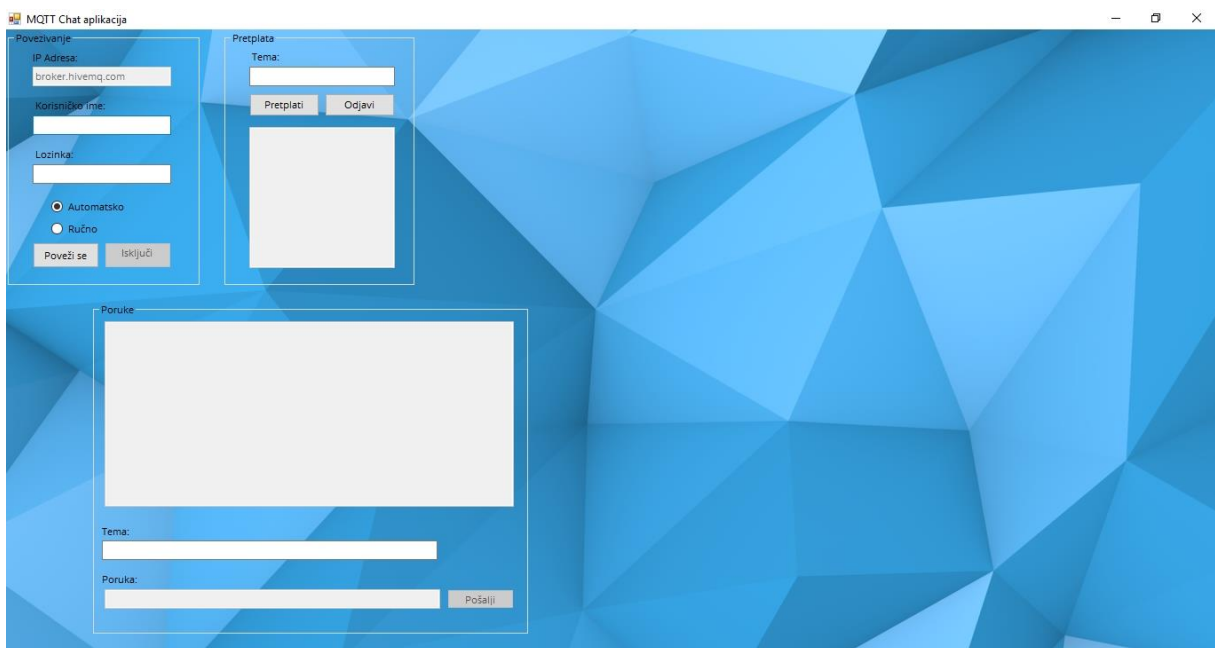 MQTT Chat aplikacija
Povezivanje
IP Adresa:
broker.hivemq.com
Korisničko ime:
Lozinka:
Automatsko
Ručno
Poveži se Isključi
Pretplata
Tema:
Pretplati Odjavi
Poruke
Tema:
Poruka:
Pošalji